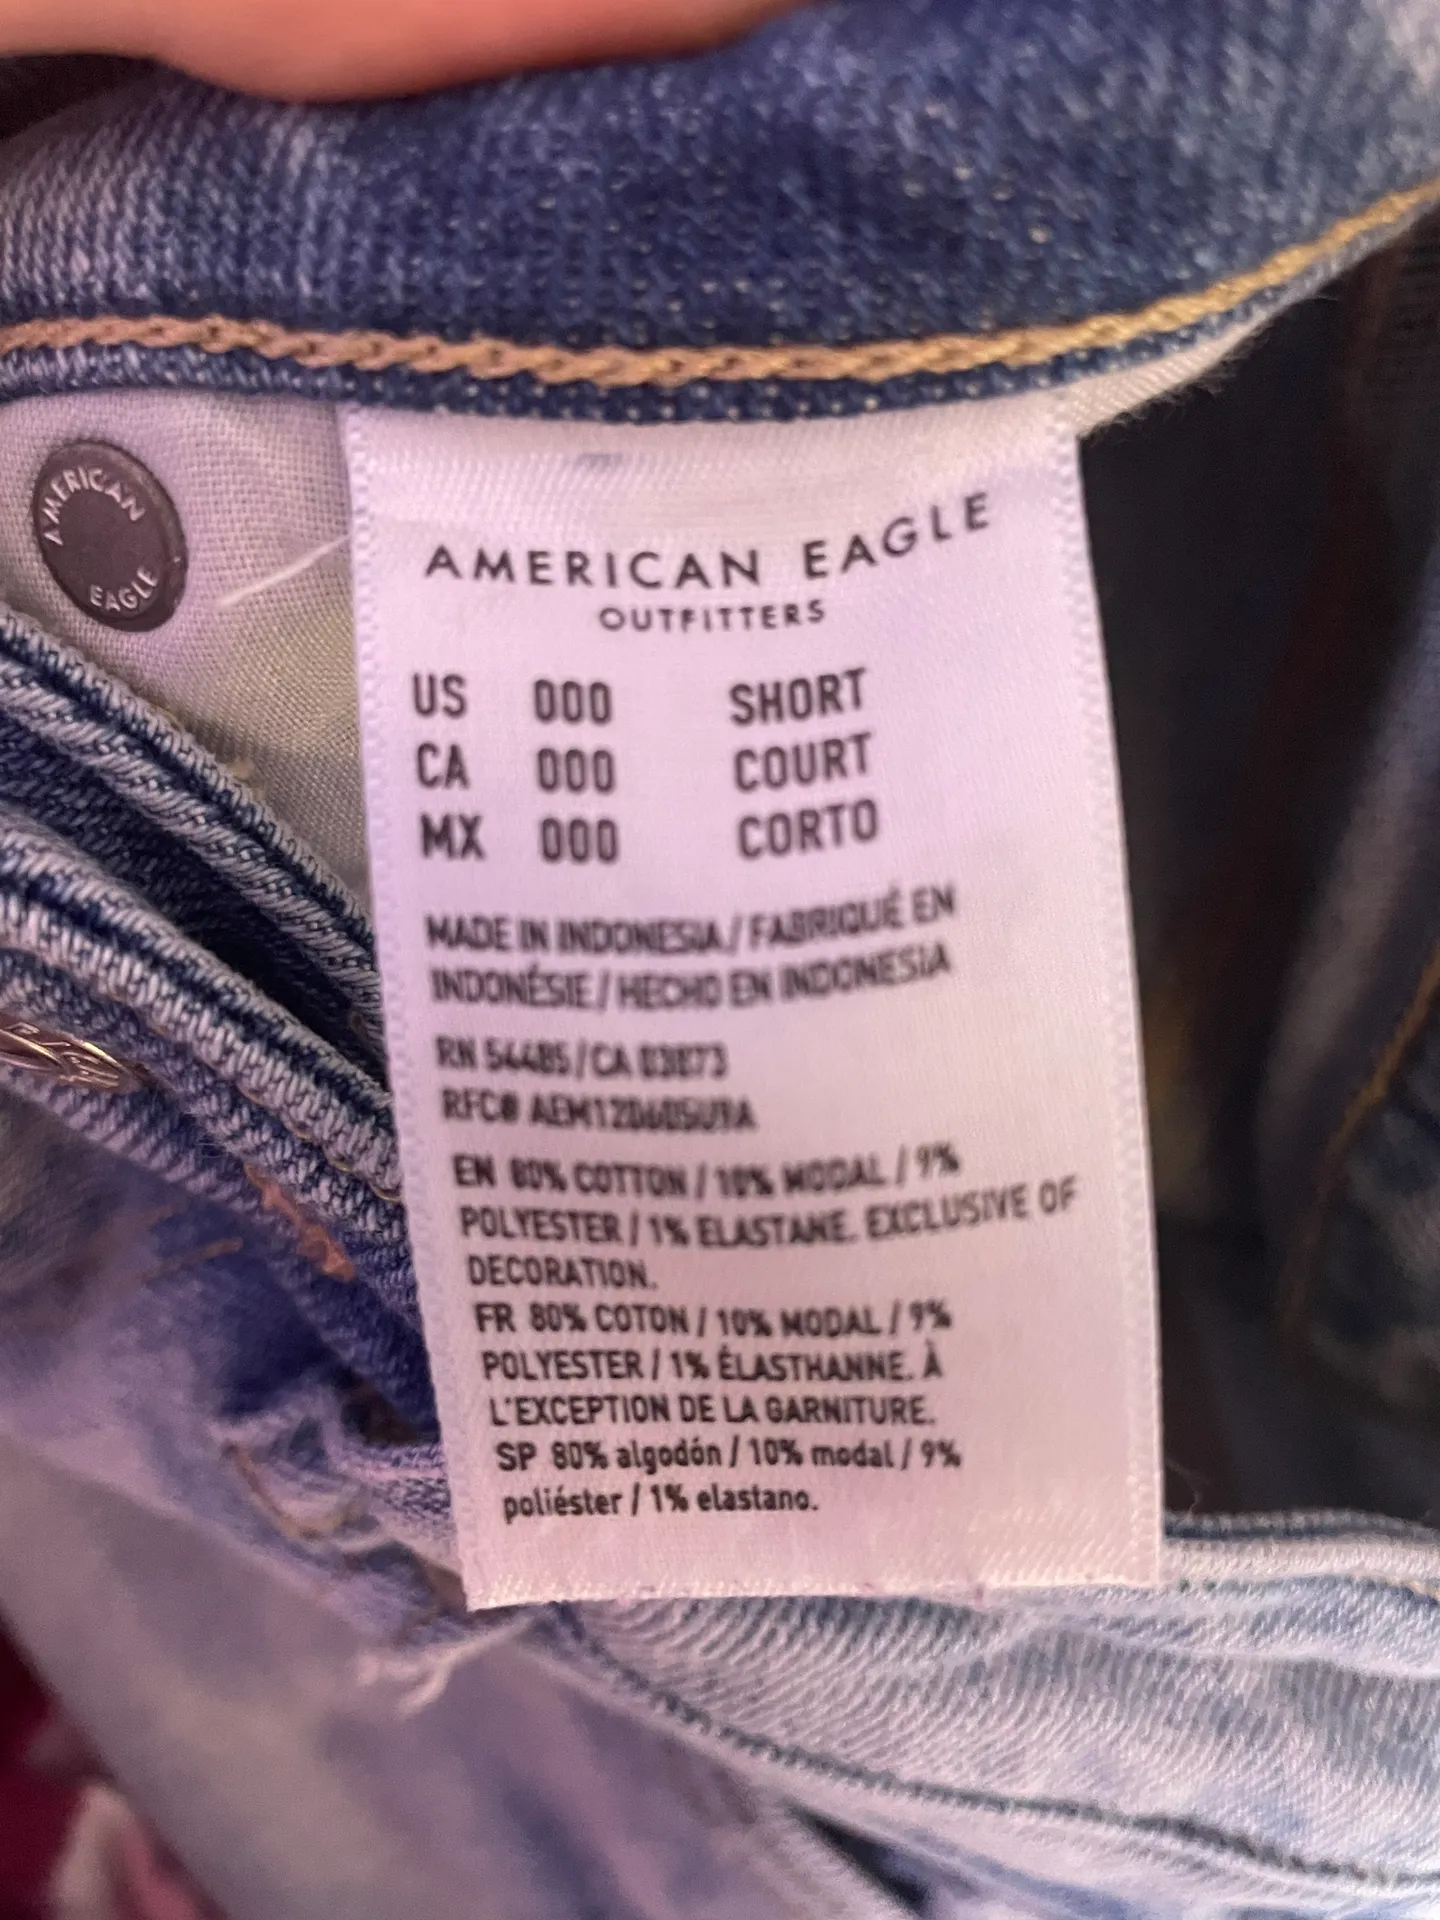 AMERICAN
EAGLE
AMERICAN EAGLE
OUTFITTERS
US 000 SHORT
CA 000 COURT
MX 000 CORTO
MADE IN INDONESIA / FABRIQUÉ EN
INDONÉSIE / HECHO EN INDONESIA
RN 54485 / CA 03873
RFC# AEM120605U9A
EN 80% COTTON / 10% MODAL / 9%
POLYESTER / 1% ELASTANE. EXCLUSIVE OF
DECORATION.
FR 80% COTON / 10% MODAL / 9%
POLYESTER / 1% ÉLASTHANNE. À
L'EXCEPTION DE LA GARNITURE.
SP 80% algodón / 10% modal / 9%
poliéster / 1% elastano.